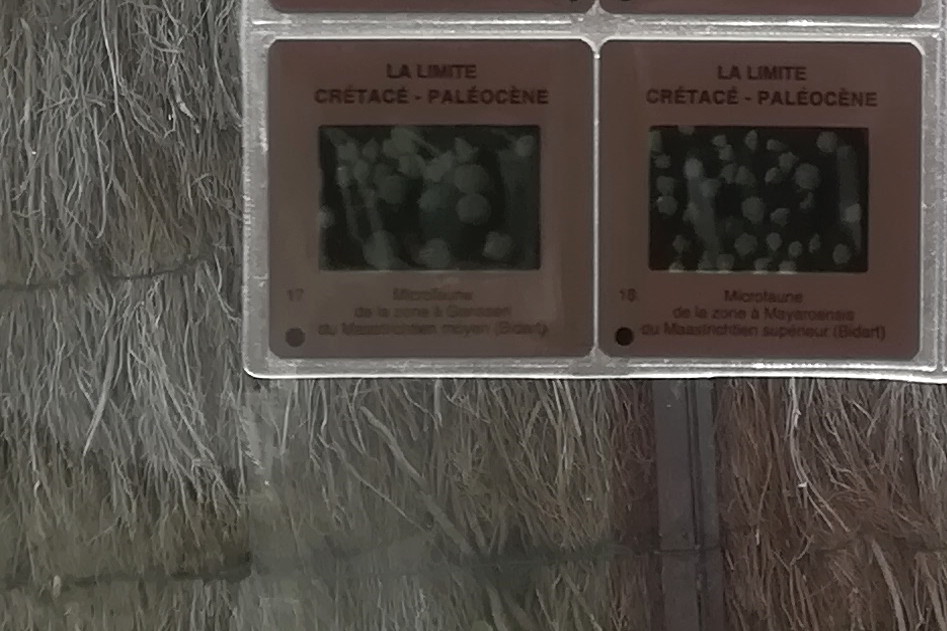 LA LIMITE
CRÉTACÉ - PALÉOCÈNE
17
Microfaune
de la zone à Gansseri
du Maastrichtien moyen (Bidart)
LA LIMITE
CRÉTACÉ - PALÉOCÈNE
18
Microfaune
de la zone à Mayaroensis
du Maastrichtien supérieur (Bidart)